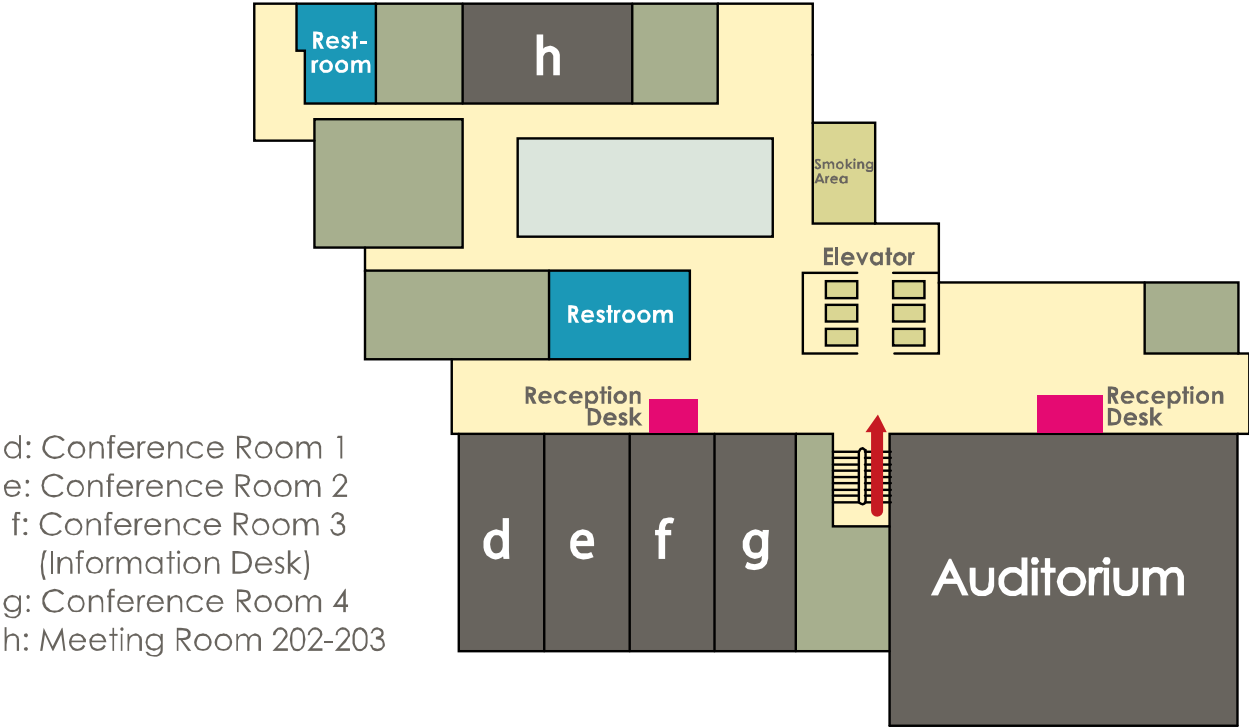 Rest-
room
h
Smoking
Area
Elevator
Restroom
Reception
Desk
Reception
Desk
d: Conference Room 1
e: Conference Room 2
f: Conference Room 3
(Information Desk)
g: Conference Room 4
h: Meeting Room 202-203
d
e
f
g
Auditorium